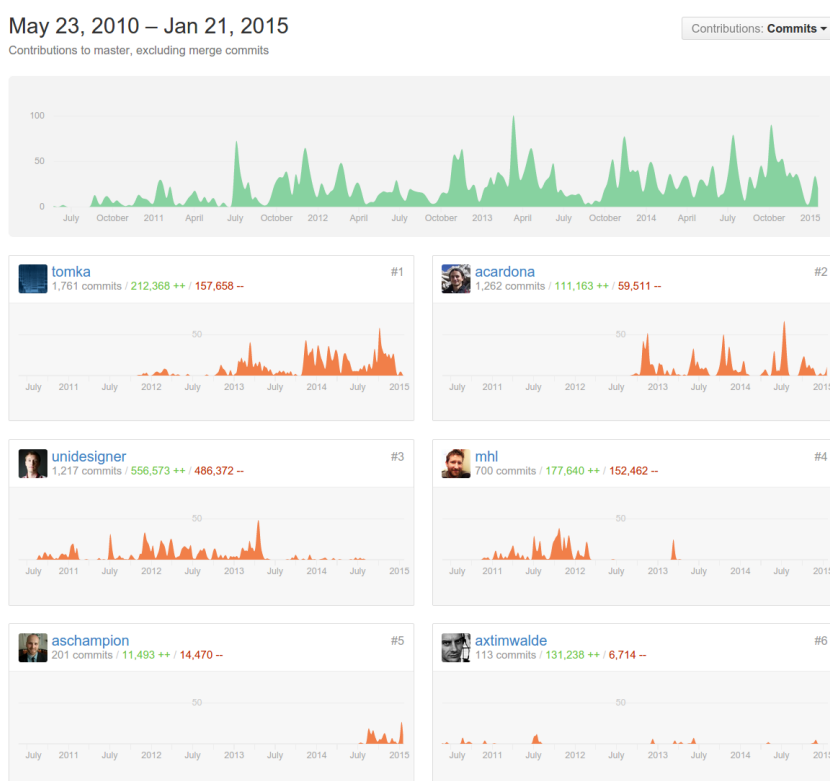 May 23, 2010 – Jan 21, 2015
Contributions: Commits
Contributions to master, excluding merge commits
100
50
0
July October 2011 April July October 2012 April July October 2013 April July October 2014 April July October 2015
tomka #1
1,761 commits / 212,368 ++ / 157,658 --
50
July 2011 July 2012 July 2013 July 2014 July 2015
acardona #2
1,262 commits / 111,163 ++ / 59,511 --
50
July 2011 July 2012 July 2013 July 2014 July 2015
unidesigner #3
1,217 commits / 556,573 ++ / 486,372 --
50
July 2011 July 2012 July 2013 July 2014 July 2015
mhl #4
700 commits / 177,640 ++ / 152,462 --
50
July 2011 July 2012 July 2013 July 2014 July 2015
aschampion #5
201 commits / 11,493 ++ / 14,470 --
50
July 2011 July 2012 July 2013 July 2014 July 2015
axtimwalde #6
113 commits / 131,238 ++ / 6,714 --
50
July 2011 July 2012 July 2013 July 2014 July 2015